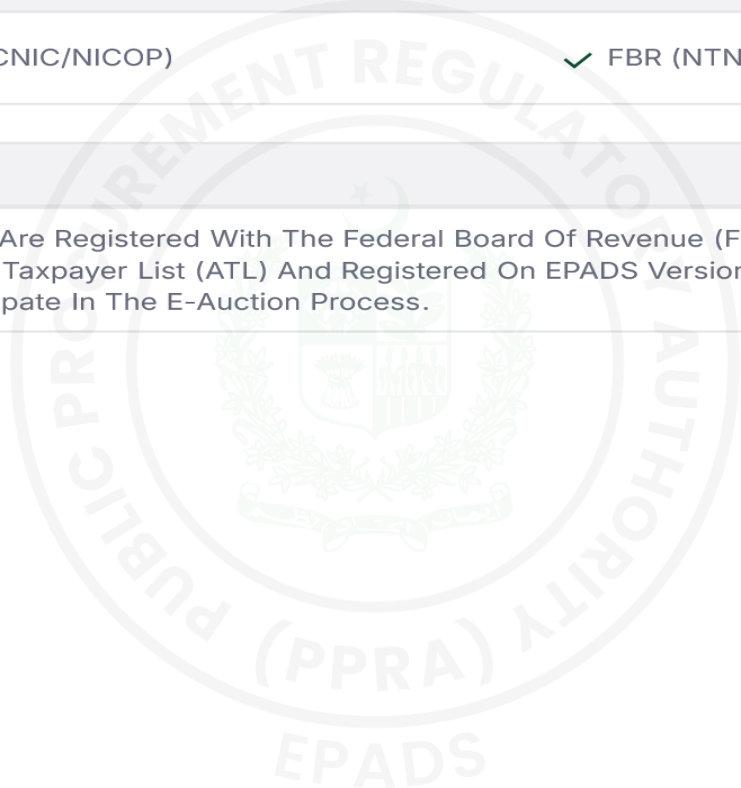 CNIC/NICOP)
FBR (NTN
Are Registered With The Federal Board Of Revenue (F
Taxpayer List (ATL) And Registered On EPADS Version
pate In The E-Auction Process.
PUBLIC PROCUREMENT REGULATORY AUTHORITY
(PPRA)
EPADS